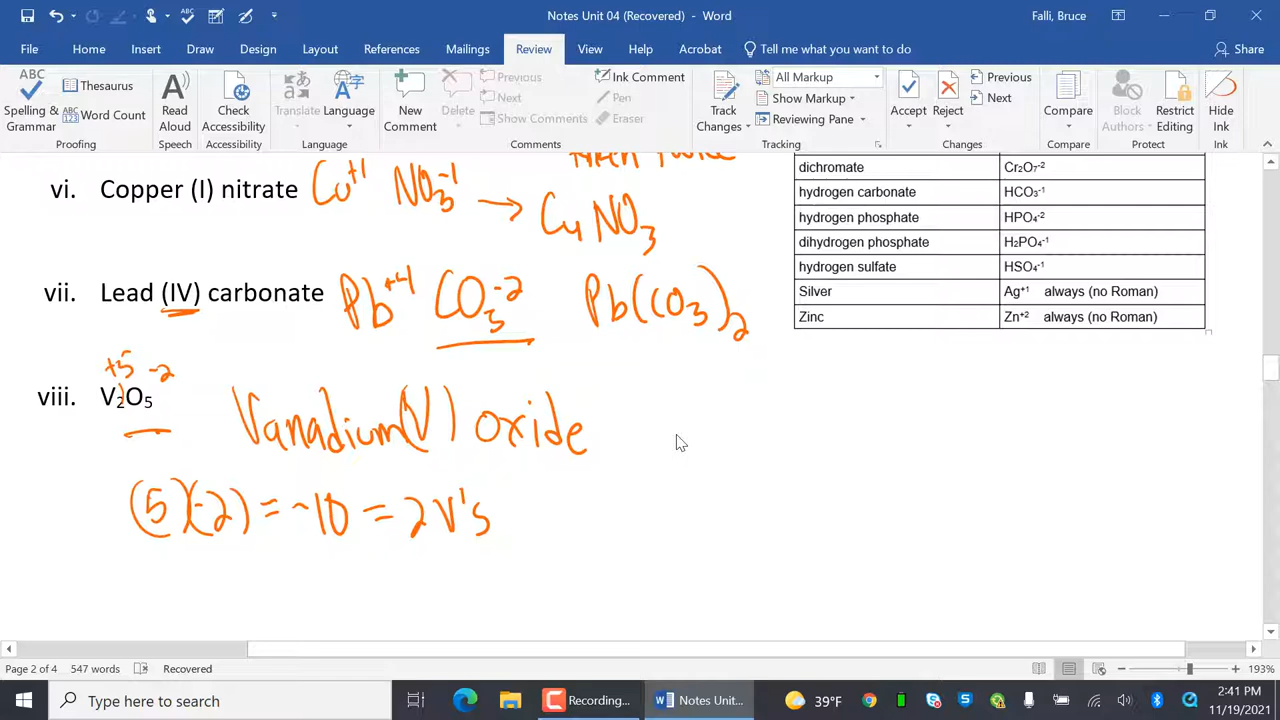 Notes Unit 04 (Recovered) - Word
Falli, Bruce
File Home Insert Draw Design Layout References Mailings Review View Help Acrobat Tell me what you want to do Share
ABC Spelling & Grammar
Thesaurus
ABC 123 Word Count
Proofing
Read Aloud
Speech
Check Accessibility
Accessibility
Translate Language
Language
New Comment
Delete
Previous
Next
Show Comments
Comments
Ink Comment
Pen
Eraser
Track Changes
All Markup
Show Markup
Reviewing Pane
Tracking
Accept Reject
Previous
Next
Changes
Compare
Compare
Block Authors
Restrict Editing
Protect
Hide Ink
Ink
vi. Copper (I) nitrate Cu+1 NO3-1 → CuNO3
vii. Lead (IV) carbonate Pb+4 CO3-2 Pb(CO3)2
+5 -2
viii. V2O5 Vanadium(V) oxide
(5)(-2) = -10 = 2 V's
dichromate Cr2O7-2
hydrogen carbonate HCO3-1
hydrogen phosphate HPO4-2
dihydrogen phosphate H2PO4-1
hydrogen sulfate HSO4-1
Silver Ag+1 always (no Roman)
Zinc Zn+2 always (no Roman)
Page 2 of 4 547 words Recovered 193%
Type here to search
Recording...
Notes Unit...
39°F
2:41 PM
11/19/2021